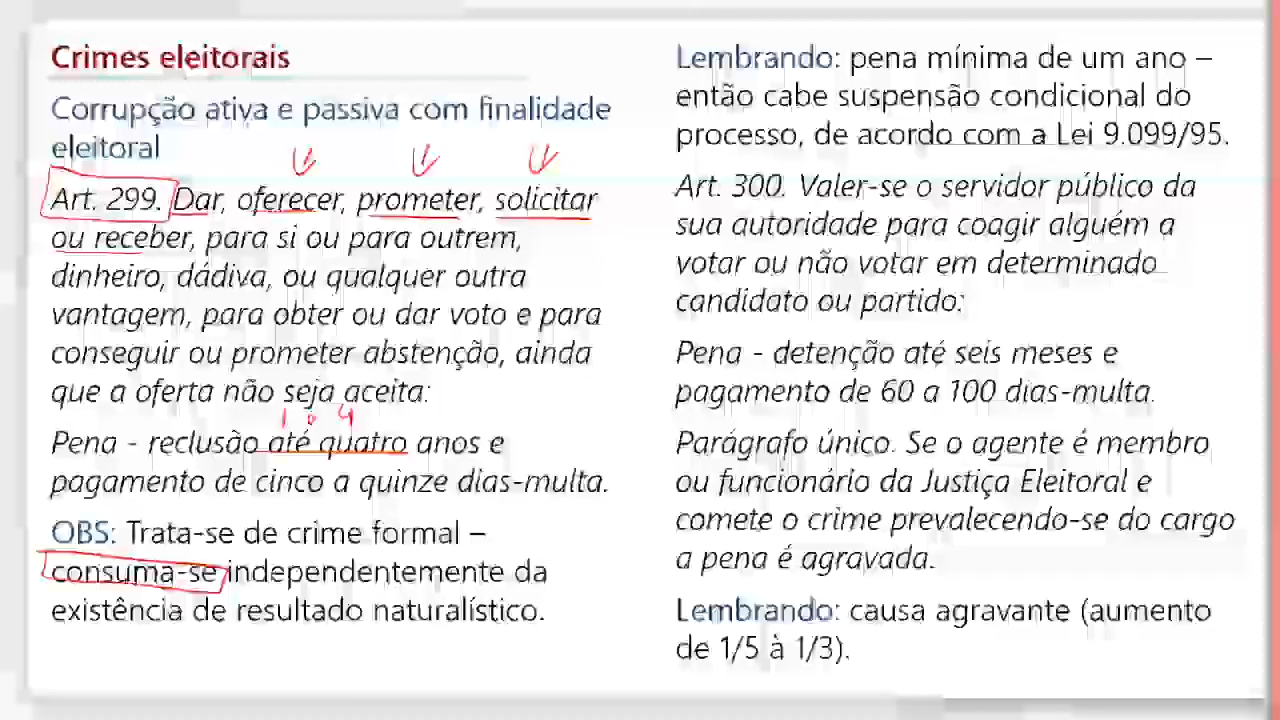 Crimes eleitorais
Corrupção ativa e passiva com finalidade
eleitoral
Art. 299. Dar, oferecer, prometer, solicitar
ou receber, para si ou para outrem,
dinheiro, dádiva, ou qualquer outra
vantagem, para obter ou dar voto e para
conseguir ou prometer abstenção, ainda
que a oferta não seja aceita:
1 a 4
Pena - reclusão até quatro anos e
pagamento de cinco a quinze dias-multa.
OBS: Trata-se de crime formal –
consuma-se independentemente da
existência de resultado naturalístico.
Lembrando: pena mínima de um ano –
então cabe suspensão condicional do
processo, de acordo com a Lei 9.099/95.
Art. 300. Valer-se o servidor público da
sua autoridade para coagir alguém a
votar ou não votar em determinado
candidato ou partido:
Pena - detenção até seis meses e
pagamento de 60 a 100 dias-multa.
Parágrafo único. Se o agente é membro
ou funcionário da Justiça Eleitoral e
comete o crime prevalecendo-se do cargo
a pena é agravada.
Lembrando: causa agravante (aumento
de 1/5 à 1/3).